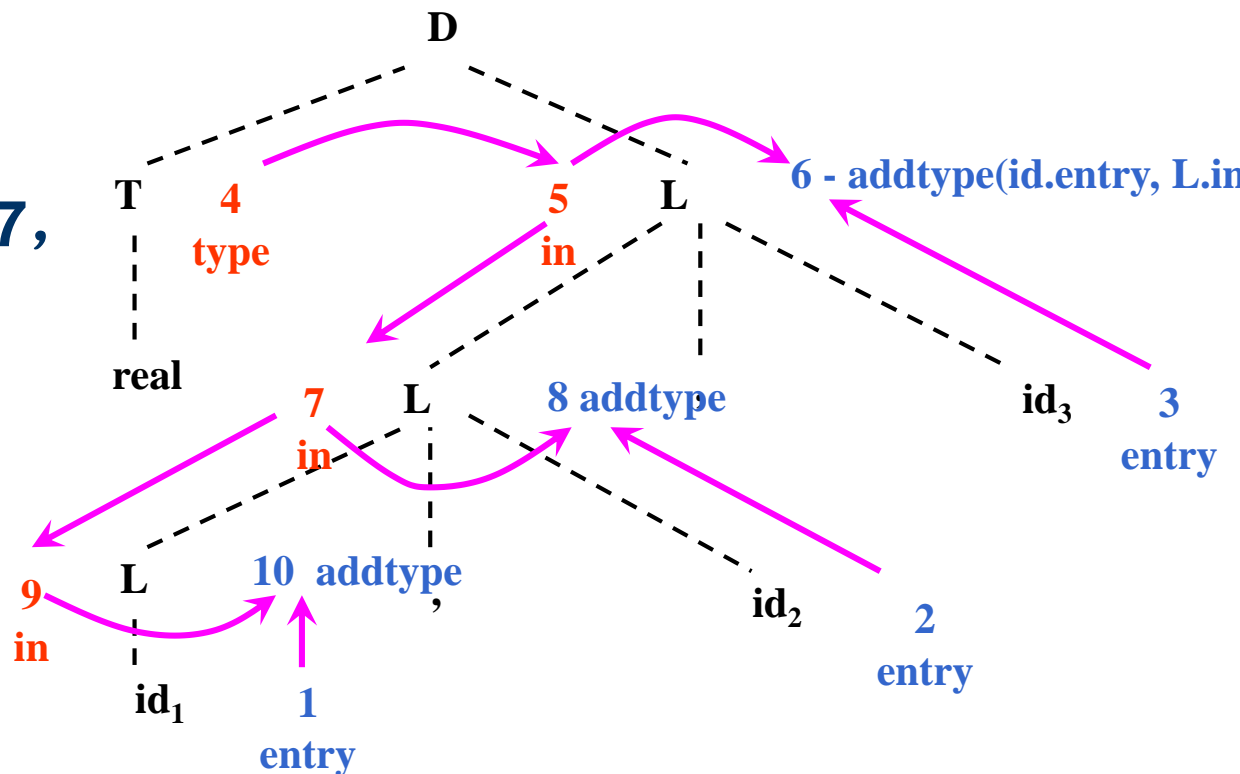 D
T 4 5 L 6 - addtype(id.entry, L.in
7,
type in
real 7 L 8 addtype , id₃ 3
in entry
9 L 10 addtype , id₂ 2
in entry
id₁ 1
entry